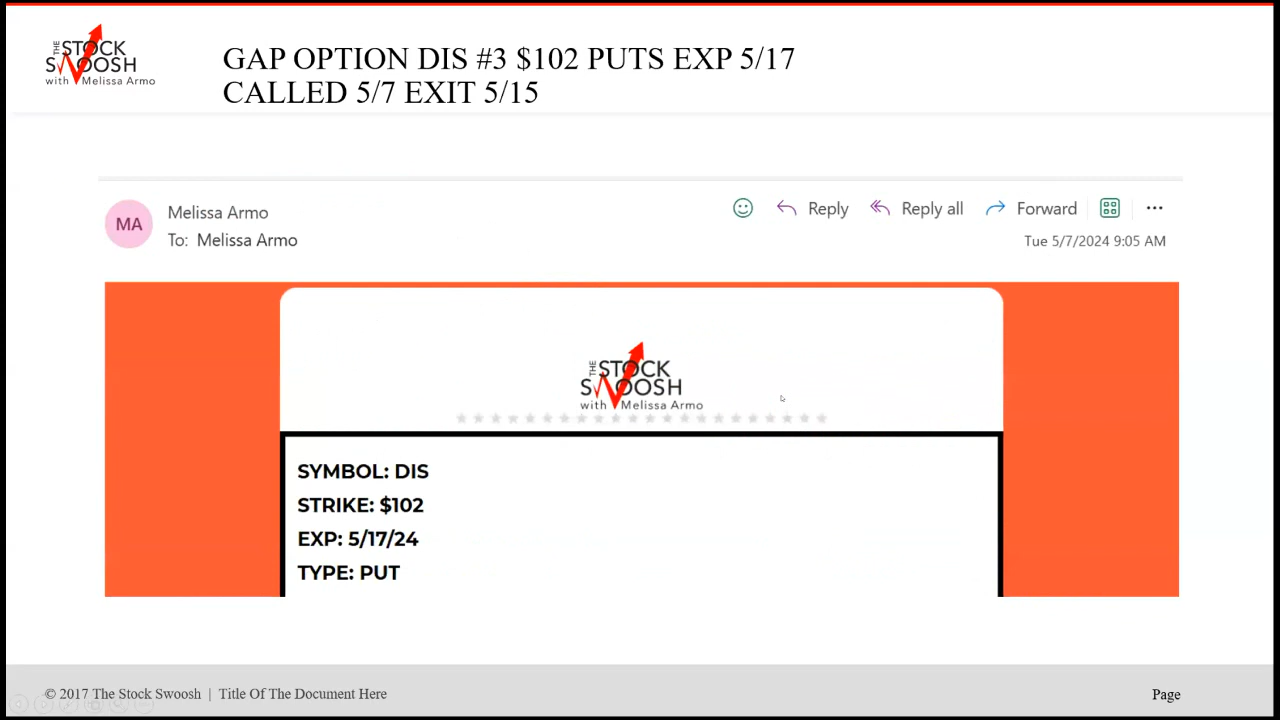 THE STOCK SWOOSH
with Melissa Armo
GAP OPTION DIS #3 $102 PUTS EXP 5/17
CALLED 5/7 EXIT 5/15
MA
Melissa Armo
To: Melissa Armo
Reply
Reply all
Forward
Tue 5/7/2024 9:05 AM
THE STOCK SWOOSH
with Melissa Armo
SYMBOL: DIS
STRIKE: $102
EXP: 5/17/24
TYPE: PUT
© 2017 The Stock Swoosh | Title Of The Document Here
Page